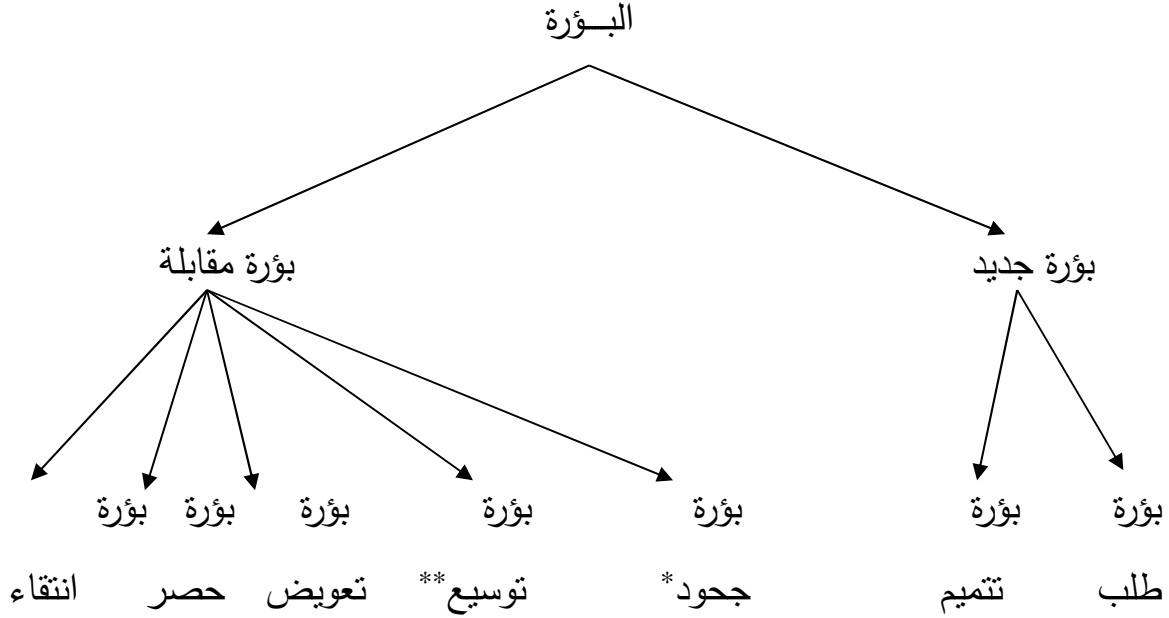 البــؤرة
بؤرة جديد بؤرة مقابلة
بؤرة بؤرة بؤرة بؤرة بؤرة بؤرة بؤرة
طلب تتميم جحود* توسيع** تعويض حصر انتقاء